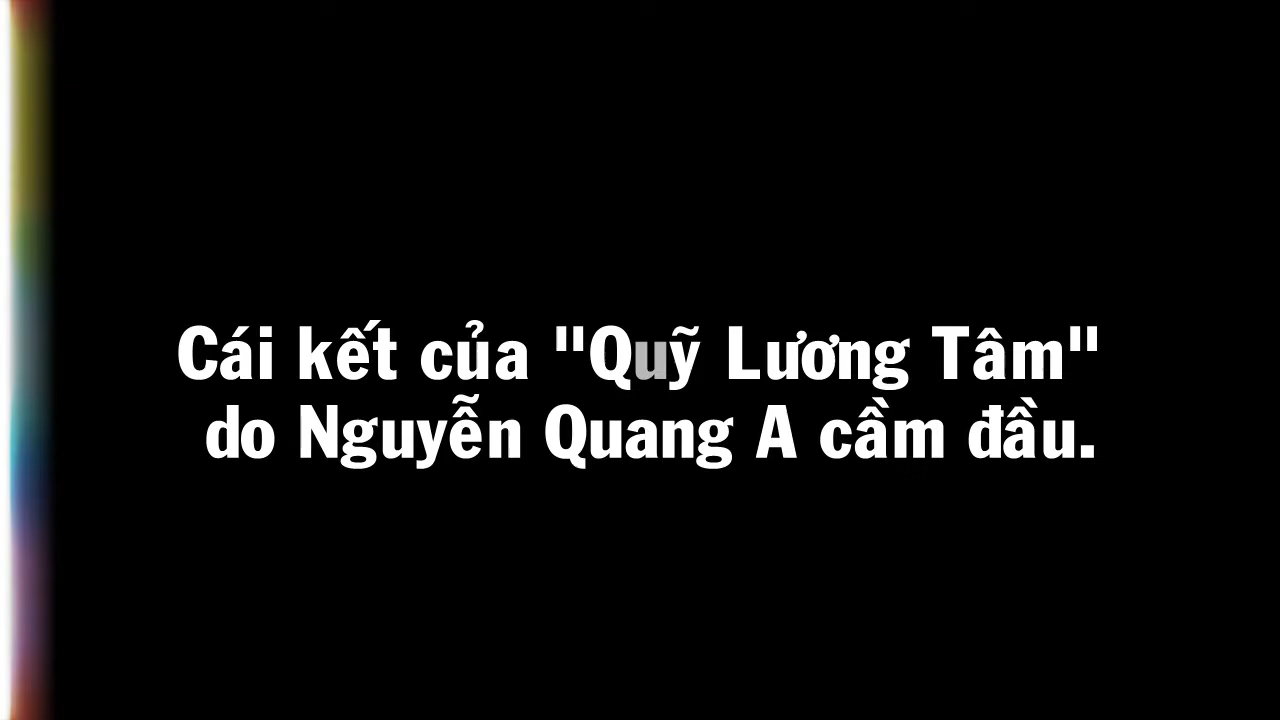 Cái kết của "Quỹ Lương Tâm"
do Nguyễn Quang A cầm đầu.